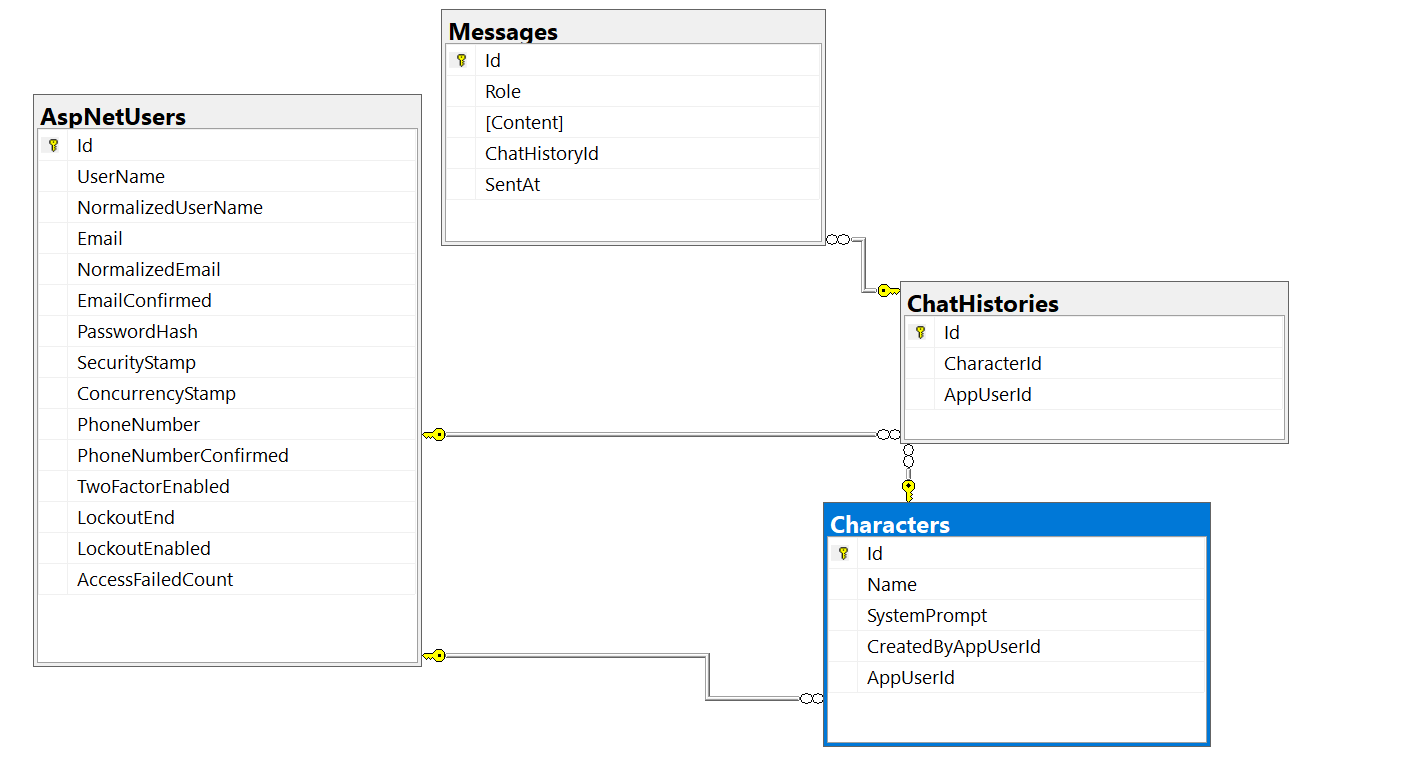 Messages
Id
Role
[Content]
ChatHistoryId
SentAt
AspNetUsers
Id
UserName
NormalizedUserName
Email
NormalizedEmail
EmailConfirmed
PasswordHash
SecurityStamp
ConcurrencyStamp
PhoneNumber
PhoneNumberConfirmed
TwoFactorEnabled
LockoutEnd
LockoutEnabled
AccessFailedCount
ChatHistories
Id
CharacterId
AppUserId
Characters
Id
Name
SystemPrompt
CreatedByAppUserId
AppUserId